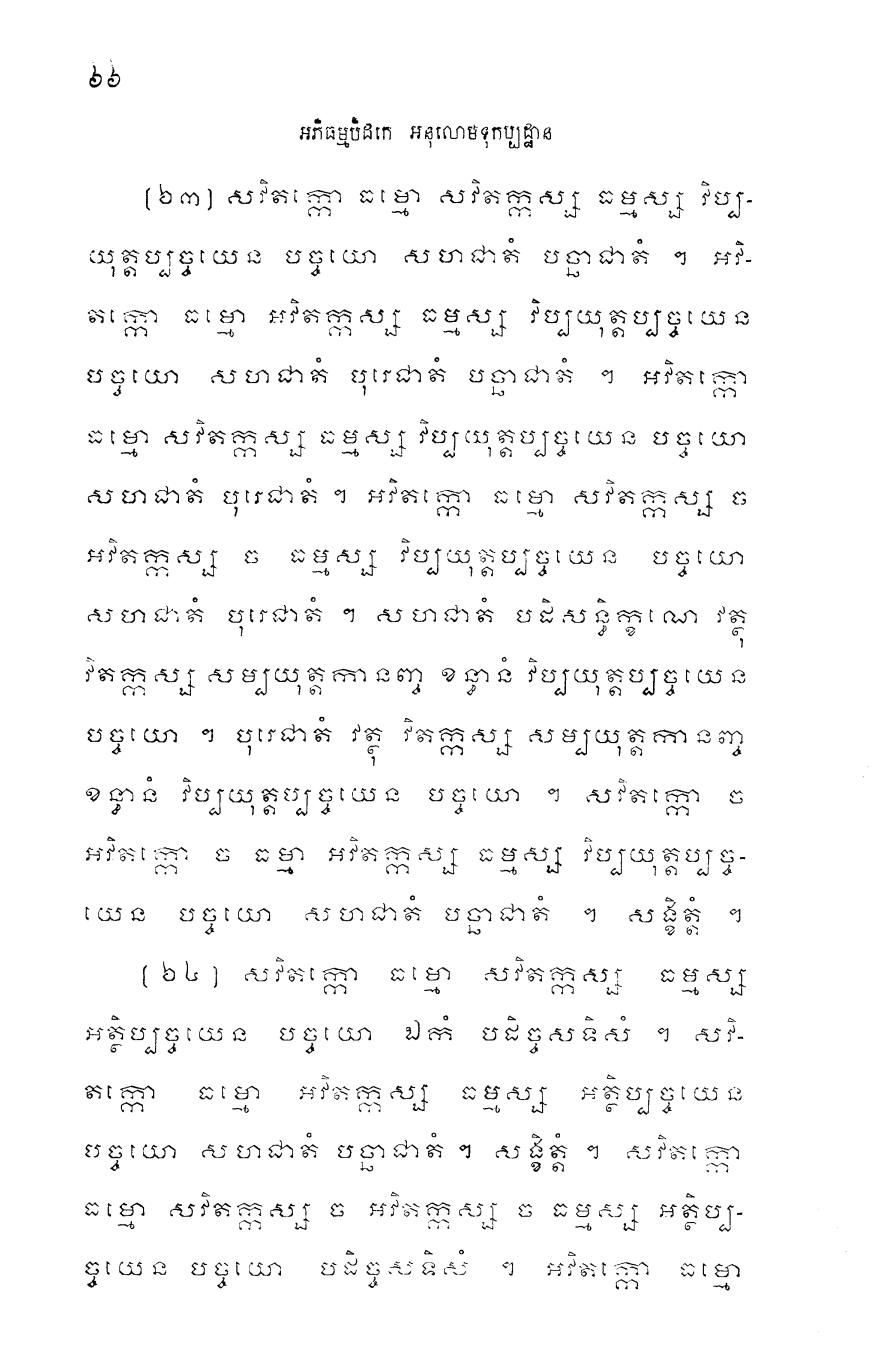 ៦៦
អភិធម្មបិដកេ អនុលោមទុកប្បដ្ឋាន
(៦៣) សវិតក្កោ ធម្មោ សវិតក្កស្ស ធម្មស្ស វិប្ប-
យុត្តប្បច្ចយេន បច្ចយោ សហជាតំ បច្ឆាជាតំ ។ អវិ-
តក្កោ ធម្មោ អវិតក្កស្ស ធម្មស្ស វិប្បយុត្តប្បច្ចយេន
បច្ចយោ សហជាតំ បុរេជាតំ បច្ឆាជាតំ ។ អវិតក្កោ
ធម្មោ សវិតក្កស្ស ធម្មស្ស វិប្បយុត្តប្បច្ចយេន បច្ចយោ
សហជាតំ បុរេជាតំ ។ អវិតក្កោ ធម្មោ សវិតក្កស្ស ច
អវិតក្កស្ស ច ធម្មស្ស វិប្បយុត្តប្បច្ចយេន បច្ចយោ
សហជាតំ បុរេជាតំ ។ សហជាតំ បដិសន្ធិក្ខណេ វត្ថុ
វិតក្កស្ស សម្បយុត្តកានញ្ច ខន្ធានំ វិប្បយុត្តប្បច្ចយេន
បច្ចយោ ។ បុរេជាតំ វត្ថុ វិតក្កស្ស សម្បយុត្តកានញ្ច
ខន្ធានំ វិប្បយុត្តប្បច្ចយេន បច្ចយោ ។ សវិតក្កោ ច
អវិតក្កោ ច ធម្មា អវិតក្កស្ស ធម្មស្ស វិប្បយុត្តប្បច្ច-
យេន បច្ចយោ សហជាតំ បច្ឆាជាតំ ។ សង្ខិត្តំ ។
(៦៤) សវិតក្កោ ធម្មោ សវិតក្កស្ស ធម្មស្ស
អត្ថិប្បច្ចយេន បច្ចយោ ឯកំ បដិច្ចសទិសំ ។ សវិ-
តក្កោ ធម្មោ អវិតក្កស្ស ធម្មស្ស អត្ថិប្បច្ចយេន
បច្ចយោ សហជាតំ បច្ឆាជាតំ ។ សង្ខិត្តំ ។ សវិតក្កោ
ធម្មោ សវិតក្កស្ស ច អវិតក្កស្ស ច ធម្មស្ស អត្ថិប្ប-
ច្ចយេន បច្ចយោ បដិច្ចសទិសំ ។ អវិតក្កោ ធម្មោ